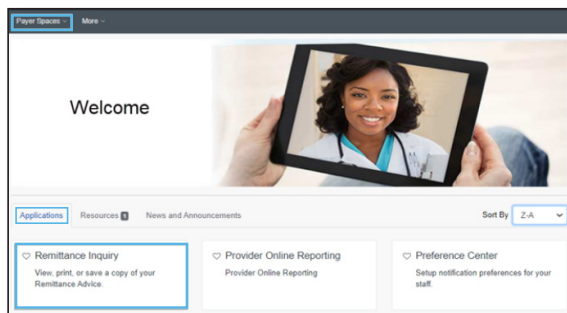 Payer Spaces More
Welcome
Applications Resources 1 News and Announcements Sort By Z-A
Remittance Inquiry Provider Online Reporting Preference Center
View, print, or save a copy of your Provider Online Reporting Setup notification preferences for your
Remittance Advice. staff.